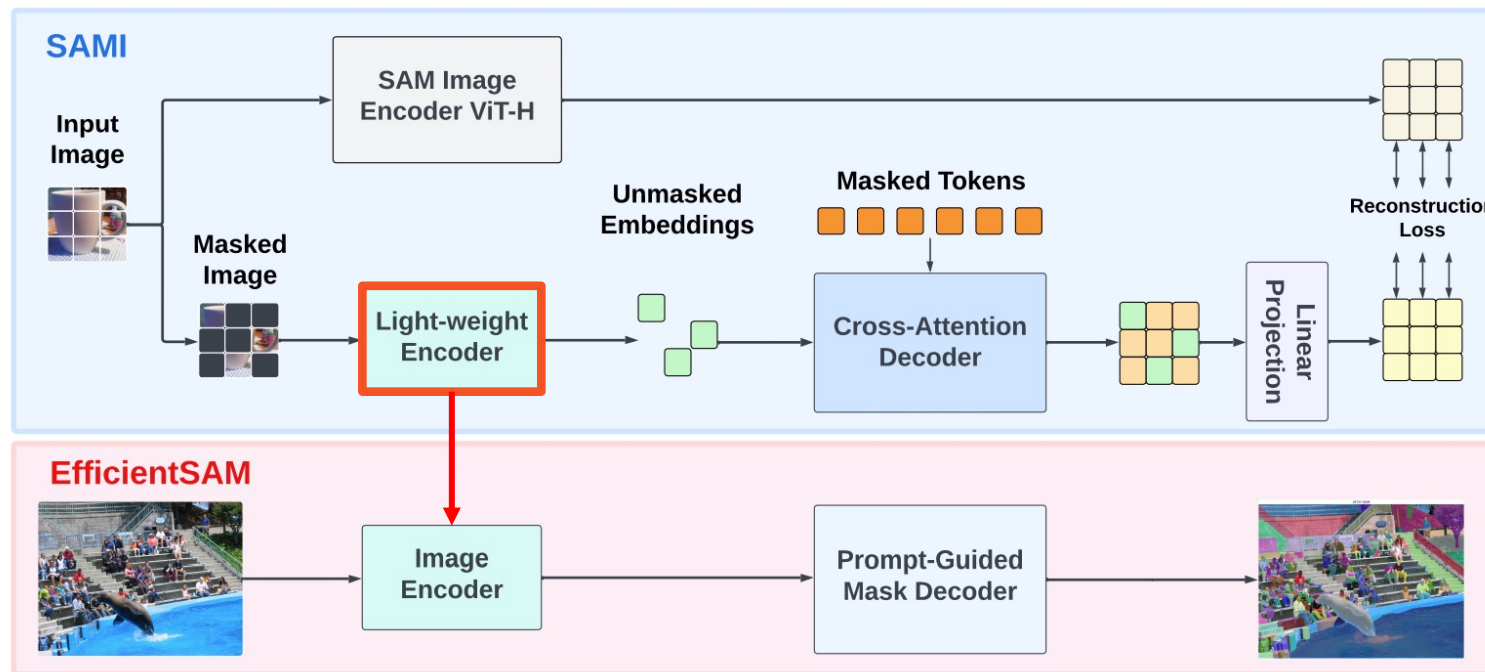 SAMI
SAM Image
Encoder ViT-H
Input
Image
Masked
Image
Light-weight
Encoder
Unmasked
Embeddings
Masked Tokens
Cross-Attention
Decoder
Linear
Projection
Reconstruction
Loss
EfficientSAM
Image
Encoder
Prompt-Guided
Mask Decoder